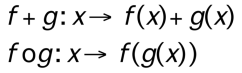 f + g: x → f(x) + g(x)
f o g: x → f(g(x))